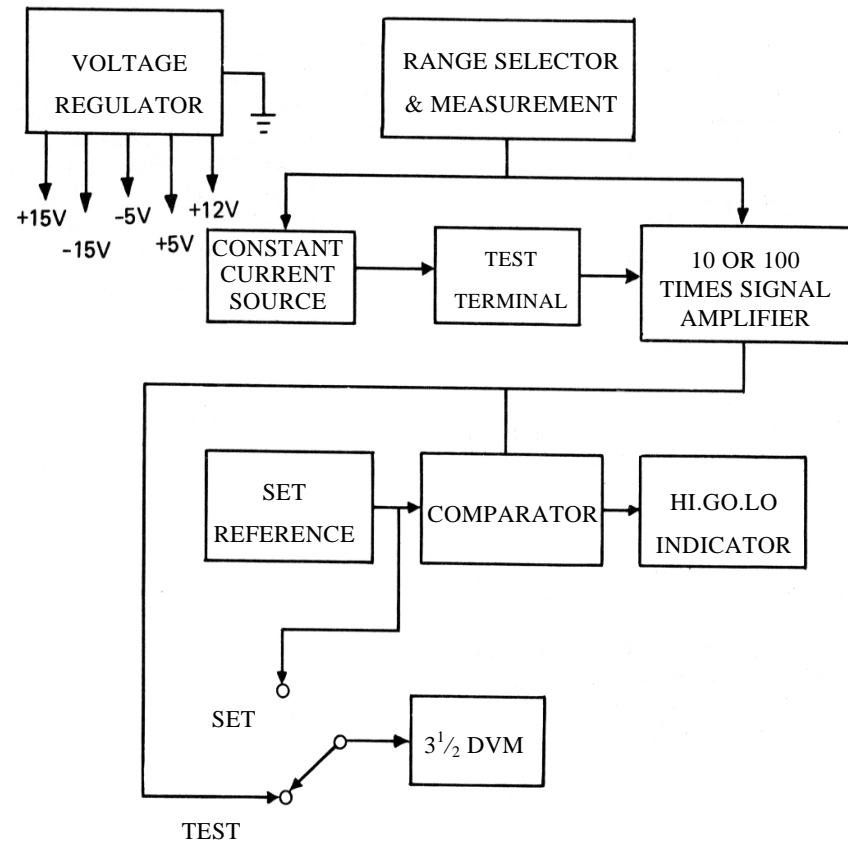 VOLTAGE
REGULATOR
RANGE SELECTOR
& MEASUREMENT
+15V
-15V
-5V
+5V
+12V
CONSTANT
CURRENT
SOURCE
TEST
TERMINAL
10 OR 100
TIMES SIGNAL
AMPLIFIER
SET
REFERENCE
COMPARATOR
HI.GO.LO
INDICATOR
SET
3¹/₂ DVM
TEST